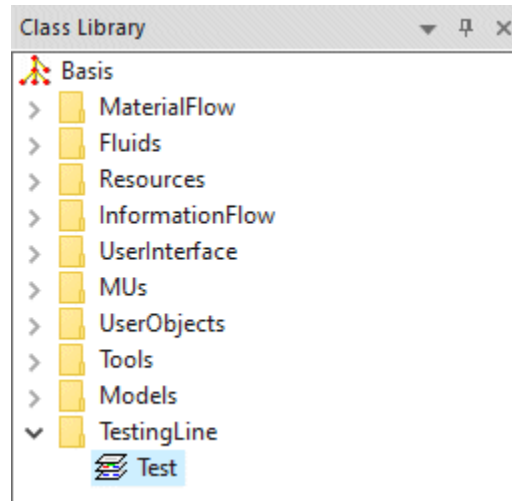 Class Library
Basis
MaterialFlow
Fluids
Resources
InformationFlow
UserInterface
MUs
UserObjects
Tools
Models
TestingLine
Test